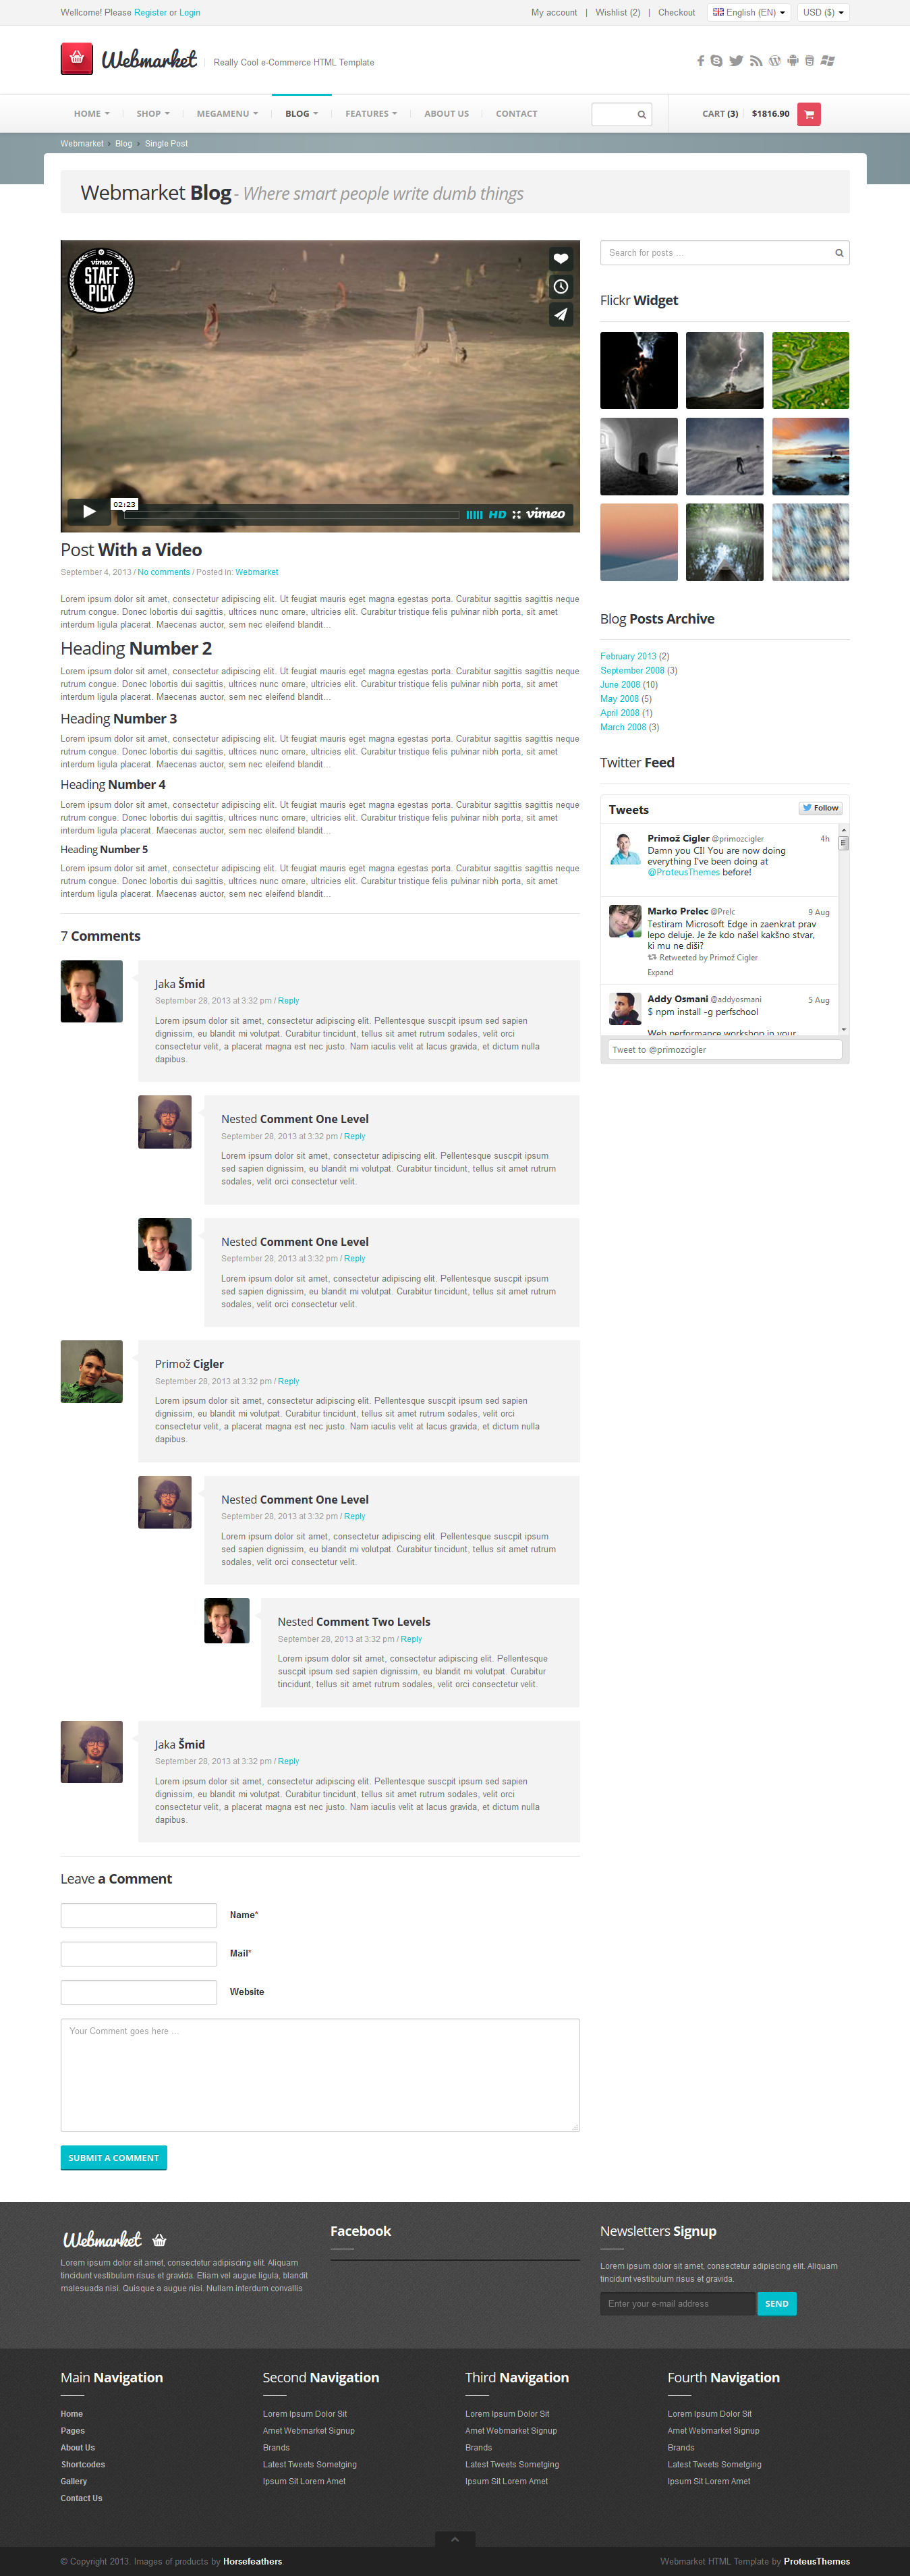 Wellcome! Please Register or Login
My account | Wishlist (2) | Checkout English (EN) USD ($)
Webmarket Really Cool e-Commerce HTML Template
HOME SHOP MEGAMENU BLOG FEATURES ABOUT US CONTACT
CART (3) $1816.90
Webmarket Blog Single Post
Webmarket Blog - Where smart people write dumb things
vimeo
STAFF
PICK
02:23
HD vimeo
Post With a Video
September 4, 2013 / No comments / Posted in: Webmarket
Lorem ipsum dolor sit amet, consectetur adipiscing elit. Ut feugiat mauris eget magna egestas porta. Curabitur sagittis sagittis neque
rutrum congue. Donec lobortis dui sagittis, ultrices nunc ornare, ultricies elit. Curabitur tristique felis pulvinar nibh porta, sit amet
interdum ligula placerat. Maecenas auctor, sem nec eleifend blandit…
Heading Number 2
Lorem ipsum dolor sit amet, consectetur adipiscing elit. Ut feugiat mauris eget magna egestas porta. Curabitur sagittis sagittis neque
rutrum congue. Donec lobortis dui sagittis, ultrices nunc ornare, ultricies elit. Curabitur tristique felis pulvinar nibh porta, sit amet
interdum ligula placerat. Maecenas auctor, sem nec eleifend blandit…
Heading Number 3
Lorem ipsum dolor sit amet, consectetur adipiscing elit. Ut feugiat mauris eget magna egestas porta. Curabitur sagittis sagittis neque
rutrum congue. Donec lobortis dui sagittis, ultrices nunc ornare, ultricies elit. Curabitur tristique felis pulvinar nibh porta, sit amet
interdum ligula placerat. Maecenas auctor, sem nec eleifend blandit…
Heading Number 4
Lorem ipsum dolor sit amet, consectetur adipiscing elit. Ut feugiat mauris eget magna egestas porta. Curabitur sagittis sagittis neque
rutrum congue. Donec lobortis dui sagittis, ultrices nunc ornare, ultricies elit. Curabitur tristique felis pulvinar nibh porta, sit amet
interdum ligula placerat. Maecenas auctor, sem nec eleifend blandit…
Heading Number 5
Lorem ipsum dolor sit amet, consectetur adipiscing elit. Ut feugiat mauris eget magna egestas porta. Curabitur sagittis sagittis neque
rutrum congue. Donec lobortis dui sagittis, ultrices nunc ornare, ultricies elit. Curabitur tristique felis pulvinar nibh porta, sit amet
interdum ligula placerat. Maecenas auctor, sem nec eleifend blandit…
7 Comments
Jaka Šmid
September 28, 2013 at 3:32 pm / Reply
Lorem ipsum dolor sit amet, consectetur adipiscing elit. Pellentesque suscpit ipsum sed sapien
dignissim, eu blandit mi volutpat. Curabitur tincidunt, tellus sit amet rutrum sodales, velit orci
consectetur velit, a placerat magna est nec justo. Nam iaculis velit at lacus gravida, et dictum nulla
dapibus.
Nested Comment One Level
September 28, 2013 at 3:32 pm / Reply
Lorem ipsum dolor sit amet, consectetur adipiscing elit. Pellentesque suscpit ipsum
sed sapien dignissim, eu blandit mi volutpat. Curabitur tincidunt, tellus sit amet rutrum
sodales, velit orci consectetur velit.
Nested Comment One Level
September 28, 2013 at 3:32 pm / Reply
Lorem ipsum dolor sit amet, consectetur adipiscing elit. Pellentesque suscpit ipsum
sed sapien dignissim, eu blandit mi volutpat. Curabitur tincidunt, tellus sit amet rutrum
sodales, velit orci consectetur velit.
Primož Cigler
September 28, 2013 at 3:32 pm / Reply
Lorem ipsum dolor sit amet, consectetur adipiscing elit. Pellentesque suscpit ipsum sed sapien
dignissim, eu blandit mi volutpat. Curabitur tincidunt, tellus sit amet rutrum sodales, velit orci
consectetur velit, a placerat magna est nec justo. Nam iaculis velit at lacus gravida, et dictum nulla
dapibus.
Nested Comment One Level
September 28, 2013 at 3:32 pm / Reply
Lorem ipsum dolor sit amet, consectetur adipiscing elit. Pellentesque suscpit ipsum
sed sapien dignissim, eu blandit mi volutpat. Curabitur tincidunt, tellus sit amet rutrum
sodales, velit orci consectetur velit.
Nested Comment Two Levels
September 28, 2013 at 3:32 pm / Reply
Lorem ipsum dolor sit amet, consectetur adipiscing elit. Pellentesque
suscpit ipsum sed sapien dignissim, eu blandit mi volutpat. Curabitur
tincidunt, tellus sit amet rutrum sodales, velit orci consectetur velit.
Jaka Šmid
September 28, 2013 at 3:32 pm / Reply
Lorem ipsum dolor sit amet, consectetur adipiscing elit. Pellentesque suscpit ipsum sed sapien
dignissim, eu blandit mi volutpat. Curabitur tincidunt, tellus sit amet rutrum sodales, velit orci
consectetur velit, a placerat magna est nec justo. Nam iaculis velit at lacus gravida, et dictum nulla
dapibus.
Leave a Comment
Name*
Mail*
Website
Your Comment goes here ...
SUBMIT A COMMENT
Search for posts ...
Flickr Widget
Blog Posts Archive
February 2013 (2)
September 2008 (3)
June 2008 (10)
May 2008 (5)
April 2008 (1)
March 2008 (3)
Twitter Feed
Tweets Follow
Primož Cigler @primozcigler 4h
Damn you CI! You are now doing
everything I've been doing at
@ProteusThemes before!
Marko Prelec @Prelc 9 Aug
Testiram Microsoft Edge in zaenkrat prav
lepo deluje. Je že kdo našel kakšno stvar,
ki mu ne diši?
Retweeted by Primož Cigler
Expand
Addy Osmani @addyosmani 5 Aug
$ npm install -g perfschool
Web performance workshop in your
Tweet to @primozcigler
Webmarket
Lorem ipsum dolor sit amet, consectetur adipiscing elit. Aliquam
tincidunt vestibulum risus et gravida. Etiam vel augue ligula, blandit
malesuada nisi. Quisque a augue nisi. Nullam interdum convallis
Facebook
Newsletters Signup
Lorem ipsum dolor sit amet, consectetur adipiscing elit. Aliquam
tincidunt vestibulum risus et gravida.
Enter your e-mail address SEND
Main Navigation
Home
Pages
About Us
Shortcodes
Gallery
Contact Us
Second Navigation
Lorem Ipsum Dolor Sit
Amet Webmarket Signup
Brands
Latest Tweets Sometging
Ipsum Sit Lorem Amet
Third Navigation
Lorem Ipsum Dolor Sit
Amet Webmarket Signup
Brands
Latest Tweets Sometging
Ipsum Sit Lorem Amet
Fourth Navigation
Lorem Ipsum Dolor Sit
Amet Webmarket Signup
Brands
Latest Tweets Sometging
Ipsum Sit Lorem Amet
© Copyright 2013. Images of products by Horsefeathers
Webmarket HTML Template by ProteusThemes